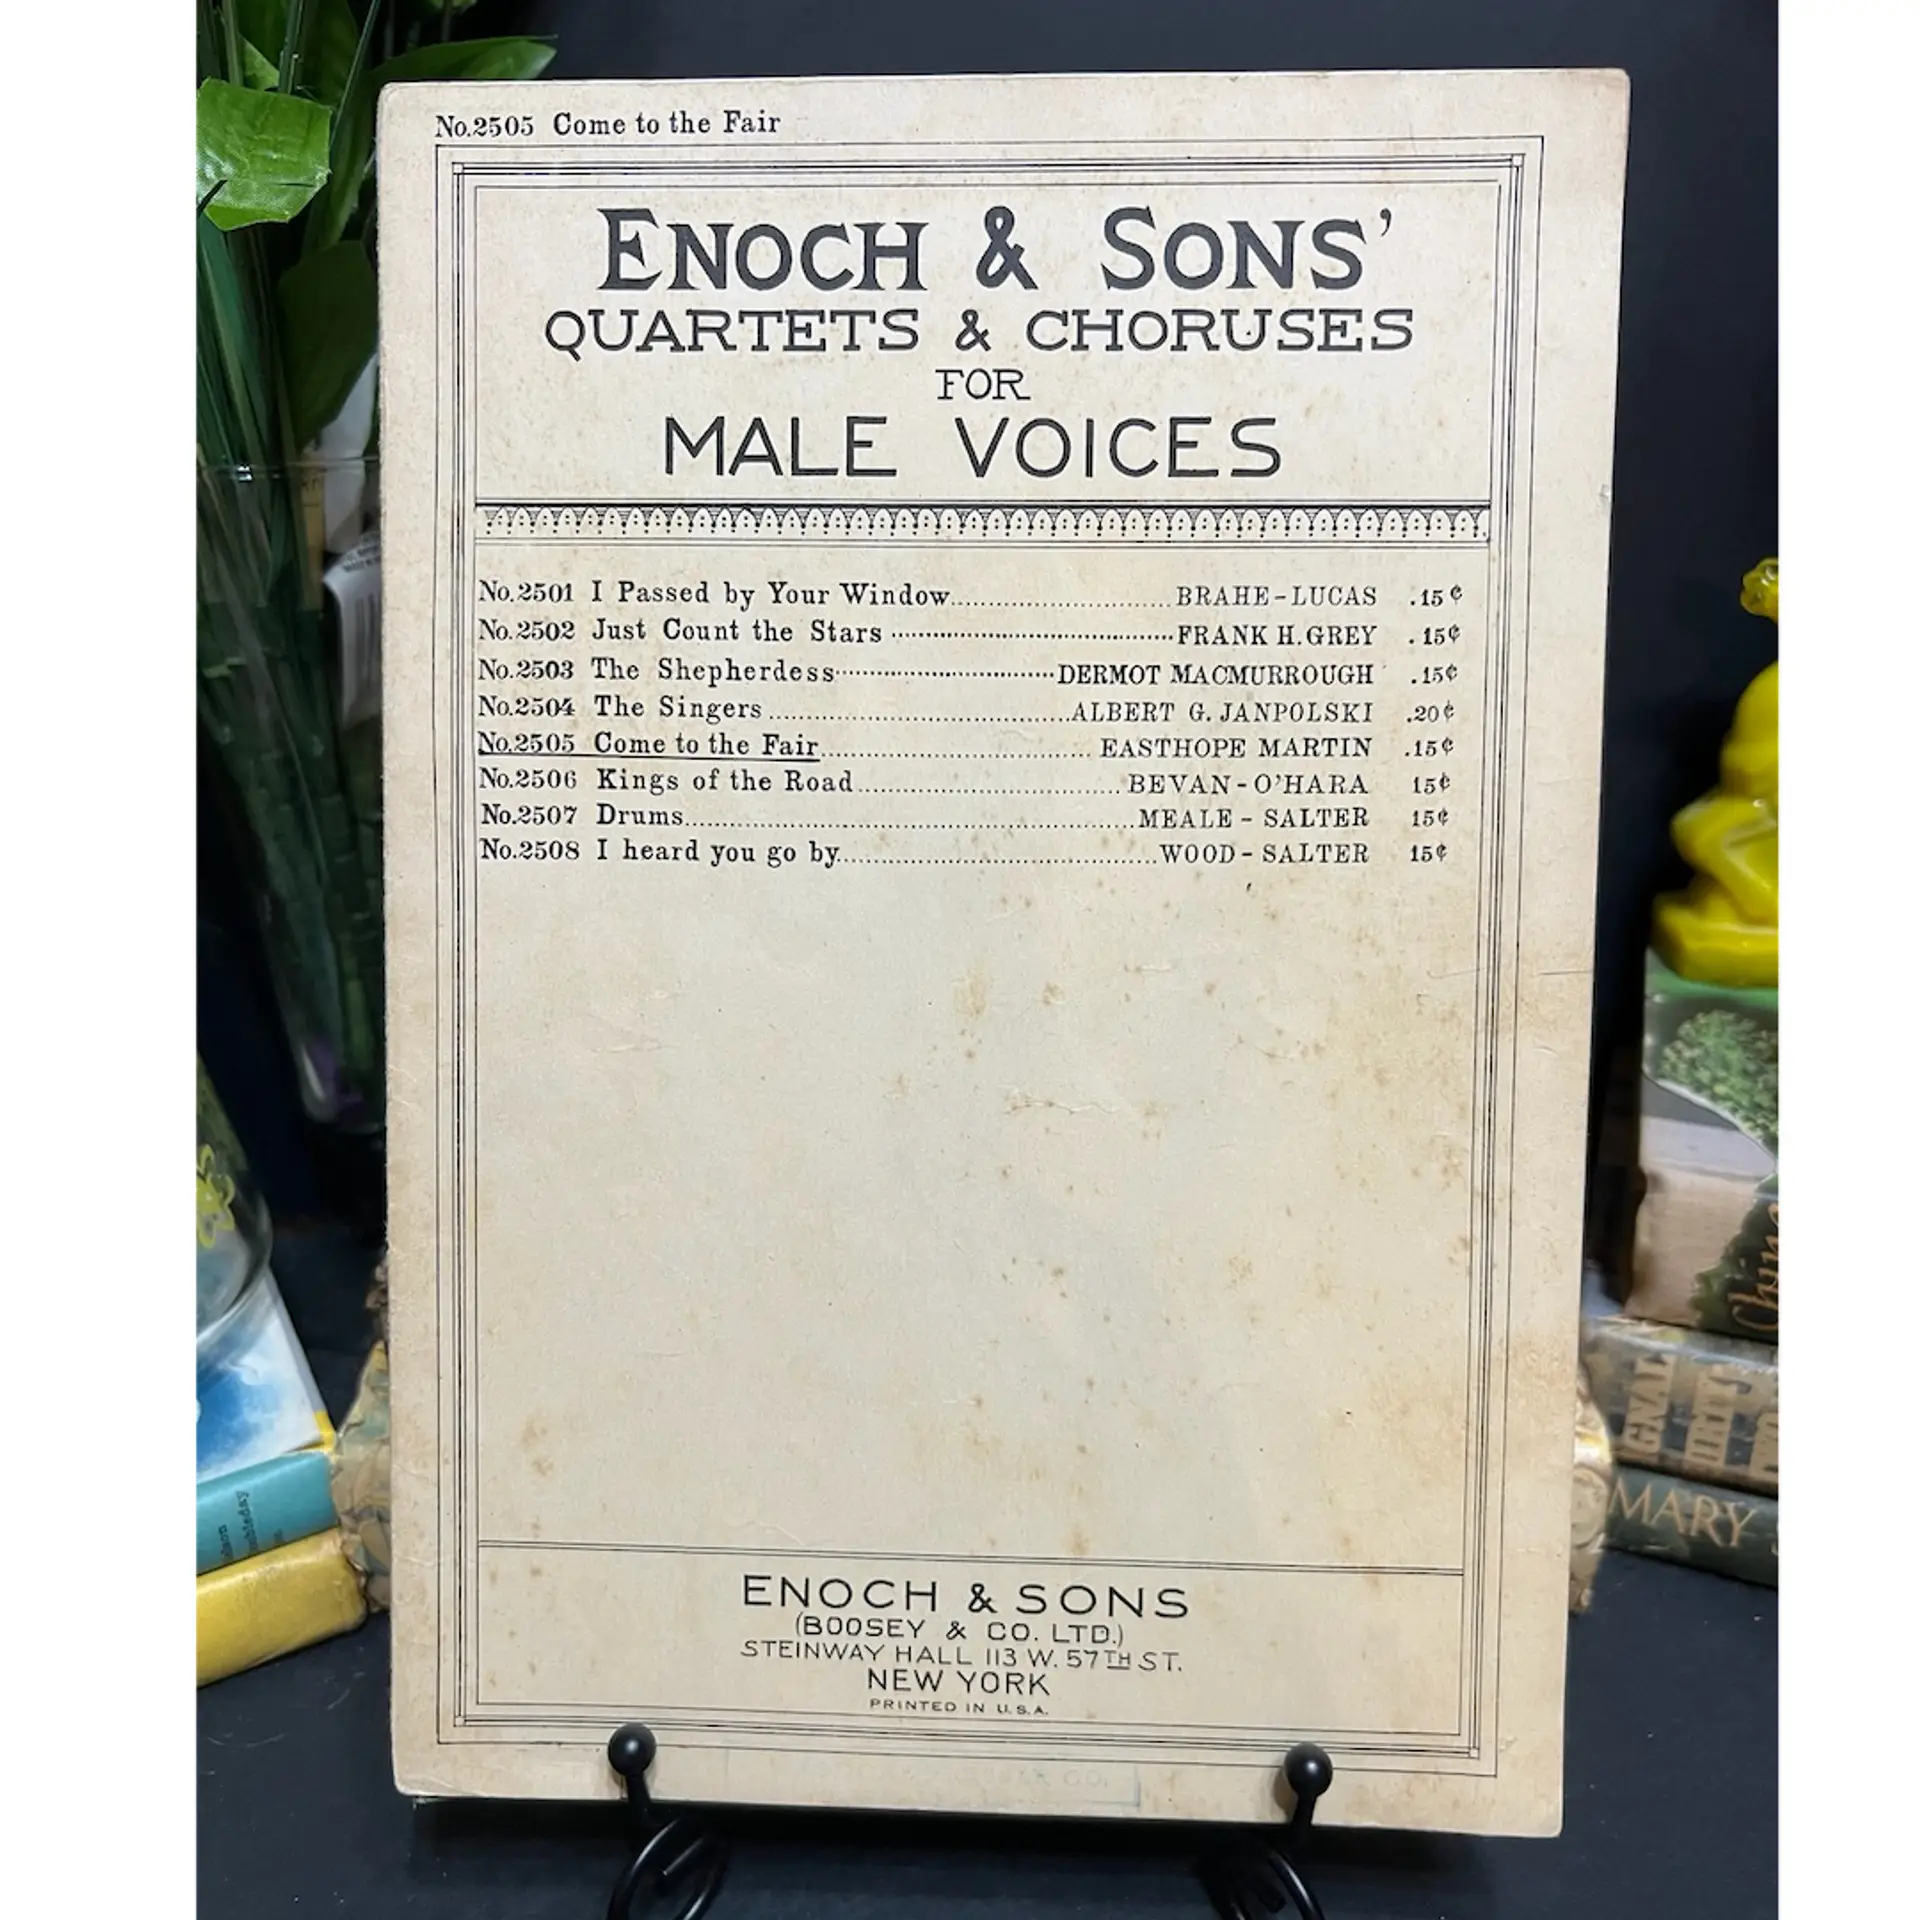 No.2505 Come to the Fair
ENOCH & SONS'
QUARTETS & CHORUSES
FOR
MALE VOICES
No.2501 I Passed by Your Window.............................BRAHE-LUCAS .15¢
No.2502 Just Count the Stars.............................FRANK H. GREY .15¢
No.2503 The Shepherdess.............................DERMOT MACMURROUGH .15¢
No.2504 The Singers.............................ALBERT G. JANPOLSKI .20¢
No.2505 Come to the Fair.............................EASTHOPE MARTIN .15¢
No.2506 Kings of the Road.............................BEVAN-O'HARA 15¢
No.2507 Drums.............................MEALE-SALTER 15¢
No.2508 I heard you go by.............................WOOD-SALTER 15¢
ENOCH & SONS
(BOOSEY & CO. LTD.)
STEINWAY HALL 113 W. 57TH ST.
NEW YORK
PRINTED IN U.S.A.
CO.
MARY